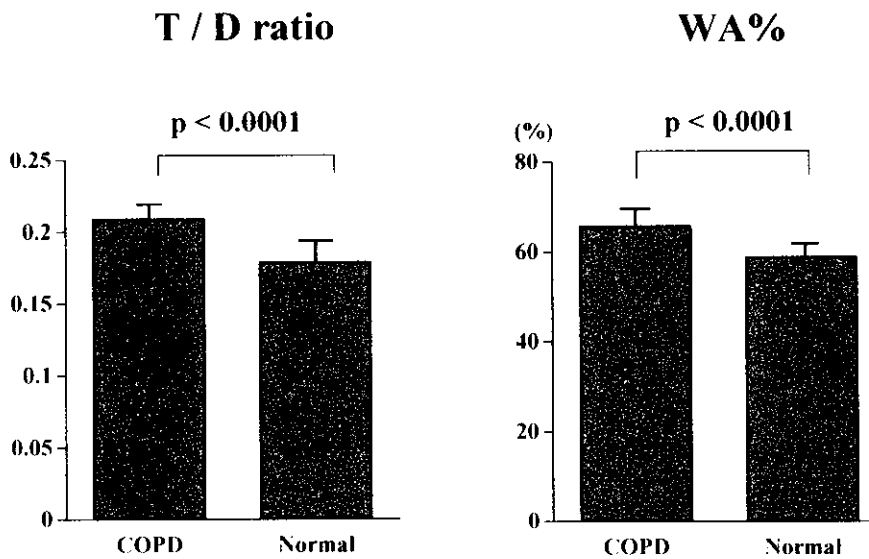 T / D ratio
p < 0.0001
0.25
0.2
0.15
0.1
0.05
0
COPD Normal
WA%
(%)
p < 0.0001
80
60
40
20
0
COPD Normal